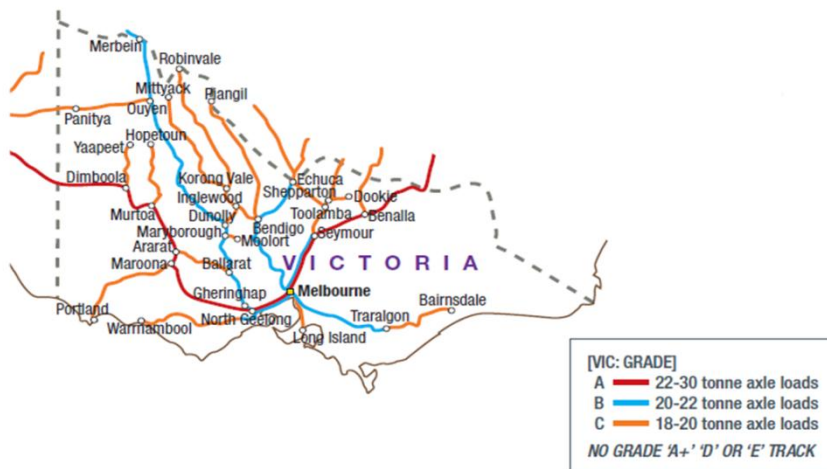 Merbein
Robinvale
Mittyack
Piangil
Ouyen
Panitya
Hopetoun
Yaapeet
Dimboola
Korong Vale
Echuca
Shepparton
Inglewood
Dookie
Murtoa
Dunolly
Toolamba
Benalla
Maryborough
Bendigo
Seymour
Moolort
Ararat
Maroona
Ballarat
VICTORIA
Gheringhap
Melbourne
Bairnsdale
Portland
Warrnambool
North Geelong
Traralgon
Long Island
[VIC: GRADE]
A 22-30 tonne axle loads
B 20-22 tonne axle loads
C 18-20 tonne axle loads
NO GRADE 'A+' 'D' OR 'E' TRACK